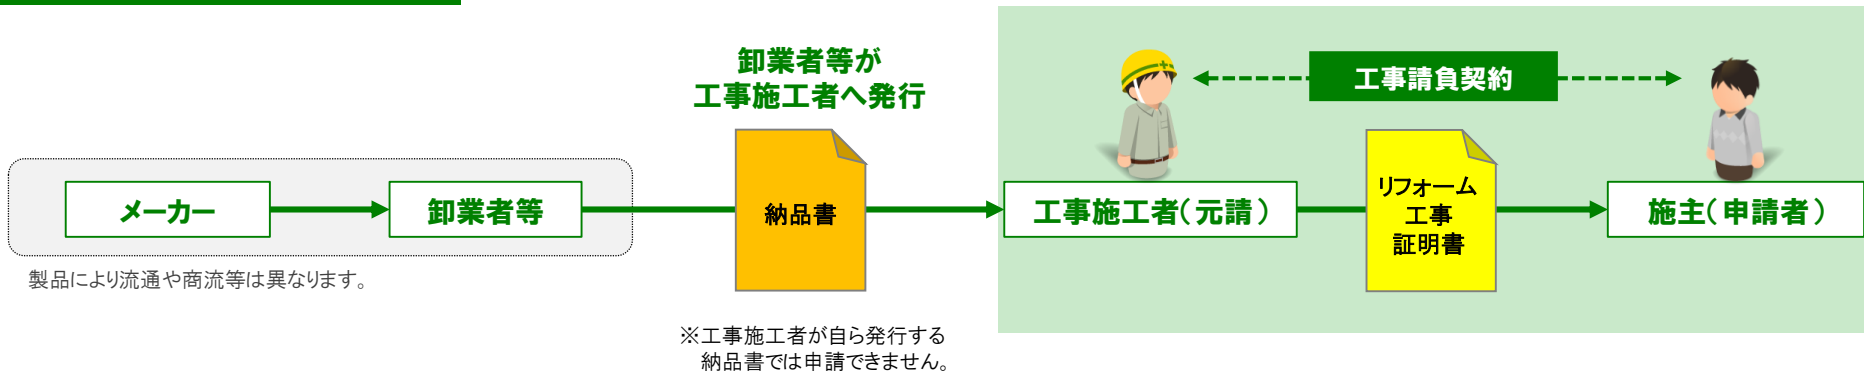 卸業者等が
工事施工者へ発行
工事請負契約
メーカー
卸業者等
納品書
工事施工者(元請)
リフォーム
工事
証明書
施主(申請者)
製品により流通や商流等は異なります。
※工事施工者が自ら発行する
納品書では申請できません。